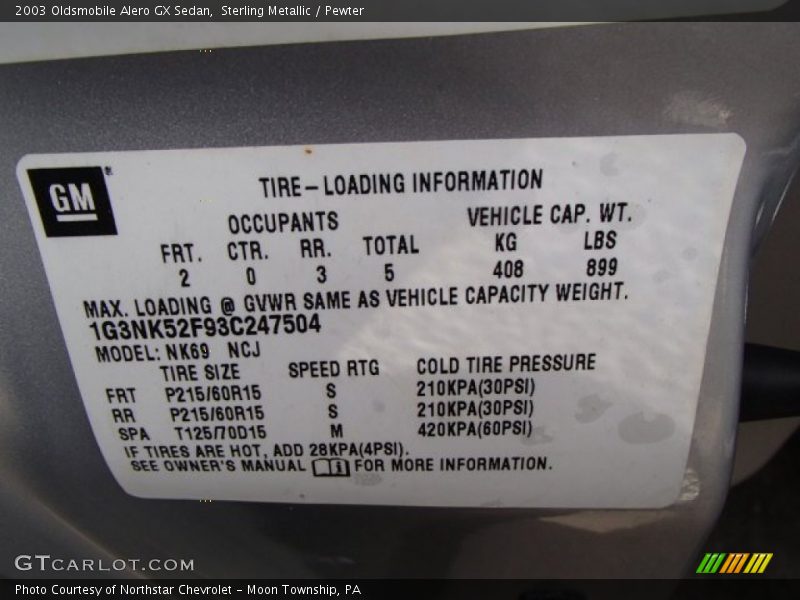 2003 Oldsmobile Alero GX Sedan,  Sterling Metallic / Pewter
GM®
TIRE-LOADING INFORMATION
OCCUPANTS VEHICLE CAP. WT.
FRT. CTR. RR. TOTAL KG LBS
2 0 3 5 408 899
MAX. LOADING @ GVWR SAME AS VEHICLE CAPACITY WEIGHT.
1G3NK52F93C247504
MODEL: NK69 NCJ
TIRE SIZE SPEED RTG COLD TIRE PRESSURE
FRT P215/60R15 S 210KPA(30PSI)
RR P215/60R15 S 210KPA(30PSI)
SPA T125/70D15 M 420KPA(60PSI)
IF TIRES ARE HOT, ADD 28KPA(4PSI).
SEE OWNER'S MANUAL i FOR MORE INFORMATION.
GTCARLOT.COM
Photo Courtesy of Northstar Chevrolet - Moon Township, PA